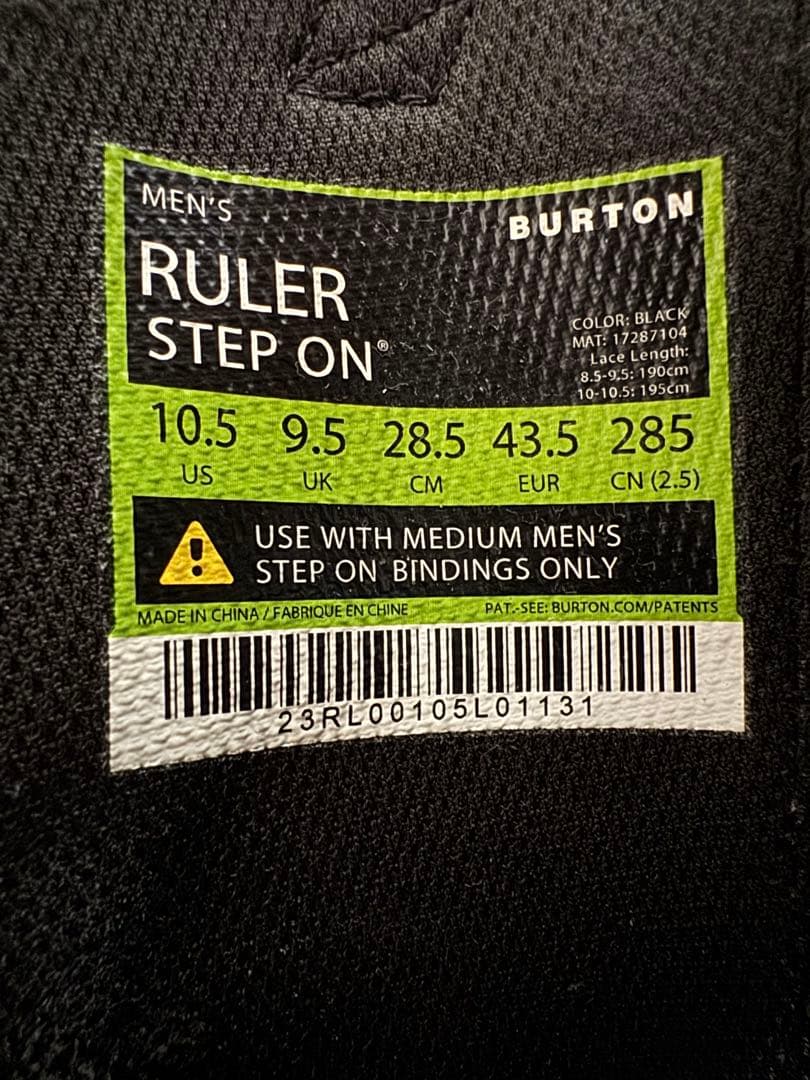 MEN'S
BURTON
RULER
STEP ON®
COLOR: BLACK
MAT: 17287104
Lace Length:
8.5-9.5: 190cm
10-10.5: 195cm
10.5 9.5 28.5 43.5 285
US UK CM EUR CN (2.5)
USE WITH MEDIUM MEN'S
STEP ON BINDINGS ONLY
MADE IN CHINA / FABRIQUE EN CHINE PAT.-SEE: BURTON.COM/PATENTS
23RL00105L01131